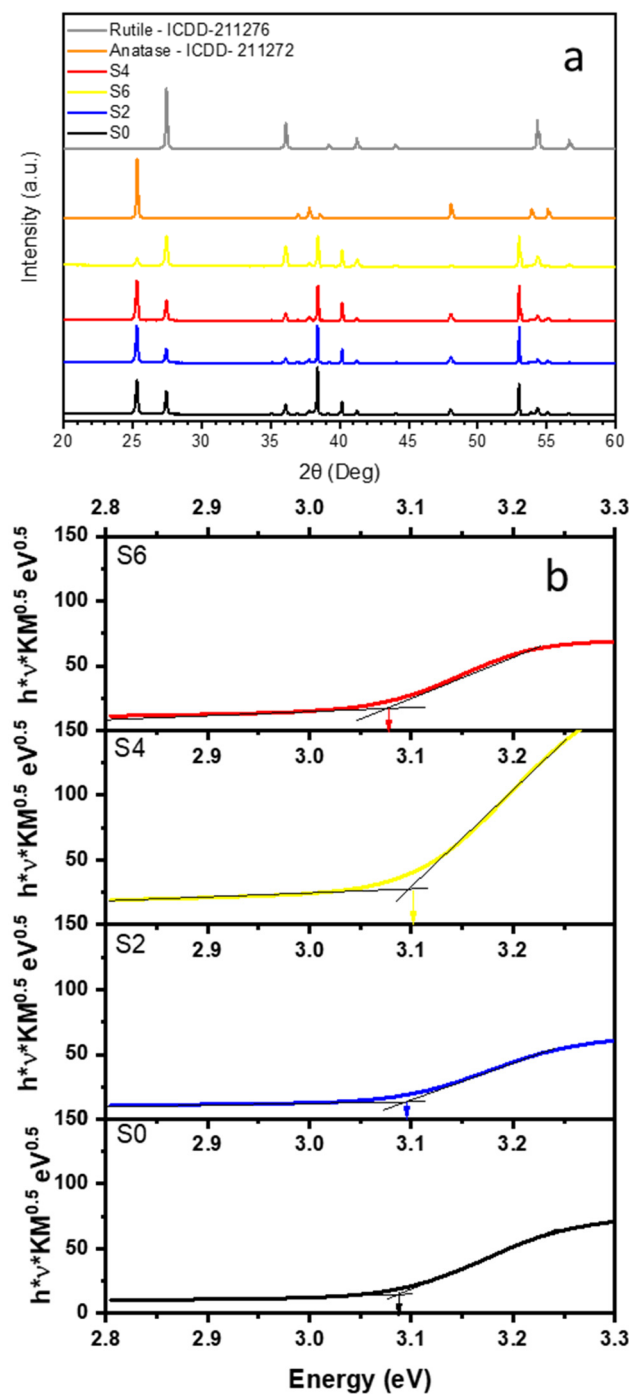 Rutile - ICDD-211276
Anatase - ICDD- 211272
S4
S6
S2
S0
a
Intensity (a.u.)
20 25 30 35 40 45 50 55 60
2θ (Deg)
2.8 2.9 3.0 3.1 3.2 3.3
S6
b
150
100
50
h*ν*KM^0.5 eV^0.5
2.9 3.0 3.1 3.2
S4
150
100
50
h*ν*KM^0.5 eV^0.5
2.9 3.0 3.1 3.2
S2
150
100
50
h*ν*KM^0.5 eV^0.5
2.9 3.0 3.1 3.2
S0
150
100
50
0
h*ν*KM^0.5 eV^0.5
2.8 2.9 3.0 3.1 3.2 3.3
Energy (eV)